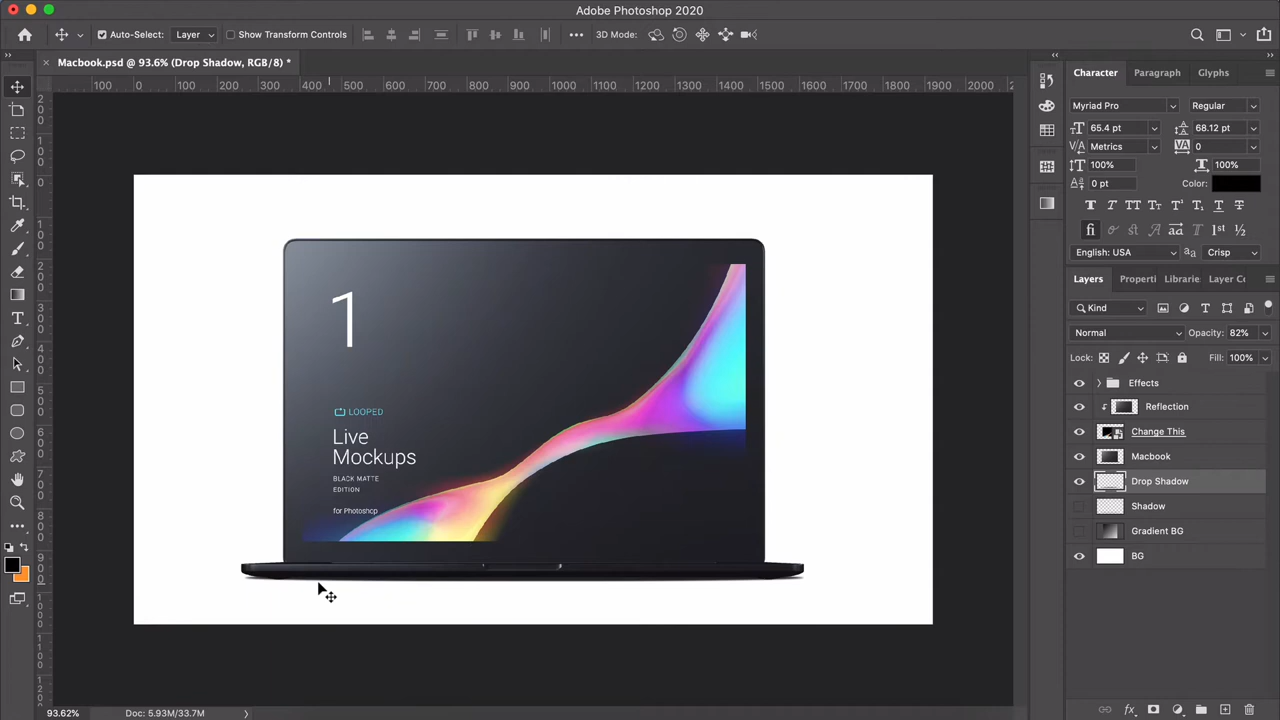 Adobe Photoshop 2020
Auto-Select: Layer Show Transform Controls 3D Mode:
Macbook.psd @ 93.6% (Drop Shadow, RGB/8) *
100 0 100 200 300 400 500 600 700 800 900 1000 1100 1200 1300 1400 1500 1600 1700 1800 1900 2000
1
LOOPED
Live
Mockups
BLACK MATTE
EDITION
for Photoshop
Character Paragraph Glyphs
Myriad Pro Regular
65.4 pt 68.12 pt
Metrics 0
100% 100%
0 pt Color:
English: USA Crisp
Layers Properti Librarie Layer Co
Kind
Normal Opacity: 82%
Lock: Fill: 100%
Effects
Reflection
Change This
Macbook
Drop Shadow
Shadow
Gradient BG
BG
93.62% Doc: 5.93M/33.7M